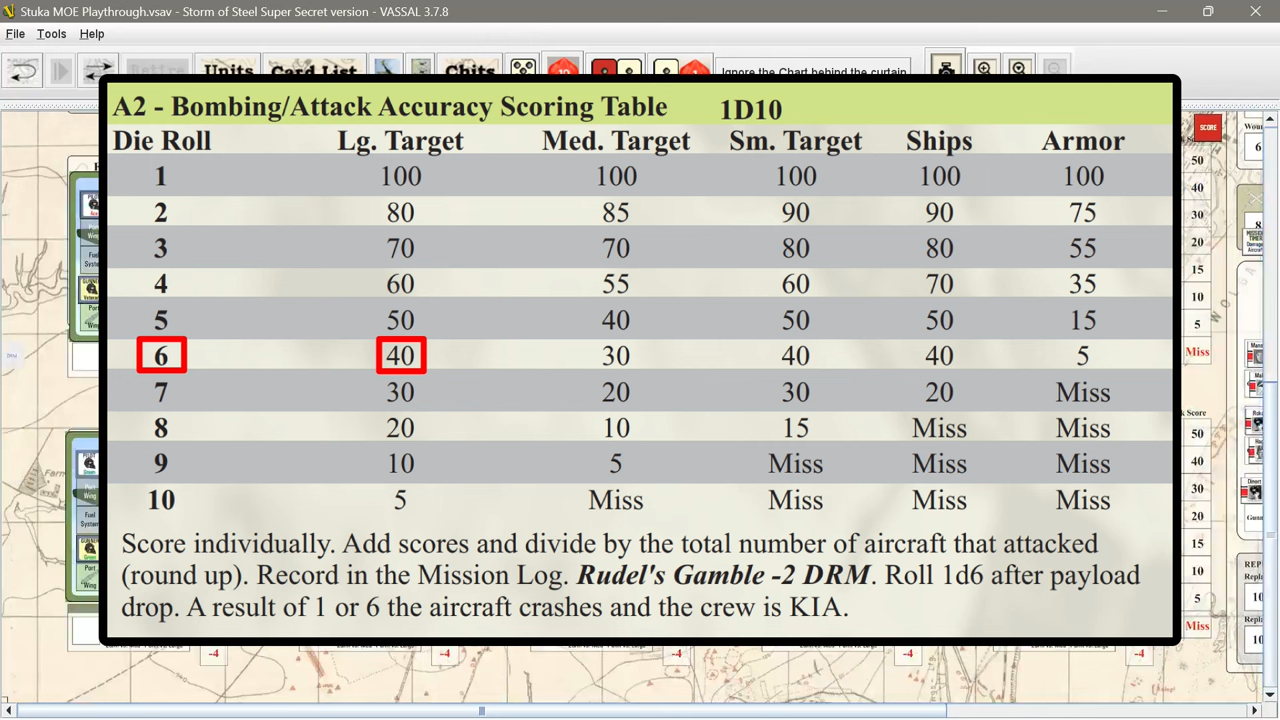 Stuka MOE Playthrough.vsav - Storm of Steel Super Secret version - VASSAL 3.7.8
File Tools Help
Units Card List Chits Ignore the Chart behind the curtain
A2 - Bombing/Attack Accuracy Scoring Table 1D10
Die Roll Lg. Target Med. Target Sm. Target Ships Armor
1 100 100 100 100 100
2 80 85 90 90 75
3 70 70 80 80 55
4 60 55 60 70 35
5 50 40 50 50 15
6 40 30 40 40 5
7 30 20 30 20 Miss
8 20 10 15 Miss Miss
9 10 5 Miss Miss Miss
10 5 Miss Miss Miss Miss
Score individually. Add scores and divide by the total number of aircraft that attacked
(round up). Record in the Mission Log. Rudel's Gamble -2 DRM. Roll 1d6 after payload
drop. A result of 1 or 6 the aircraft crashes and the crew is KIA.
SCORE
50
40
30
20
15
10
5
Miss
Score
50
40
30
20
15
10
5
Miss
-4 -4 -4 -4 -4